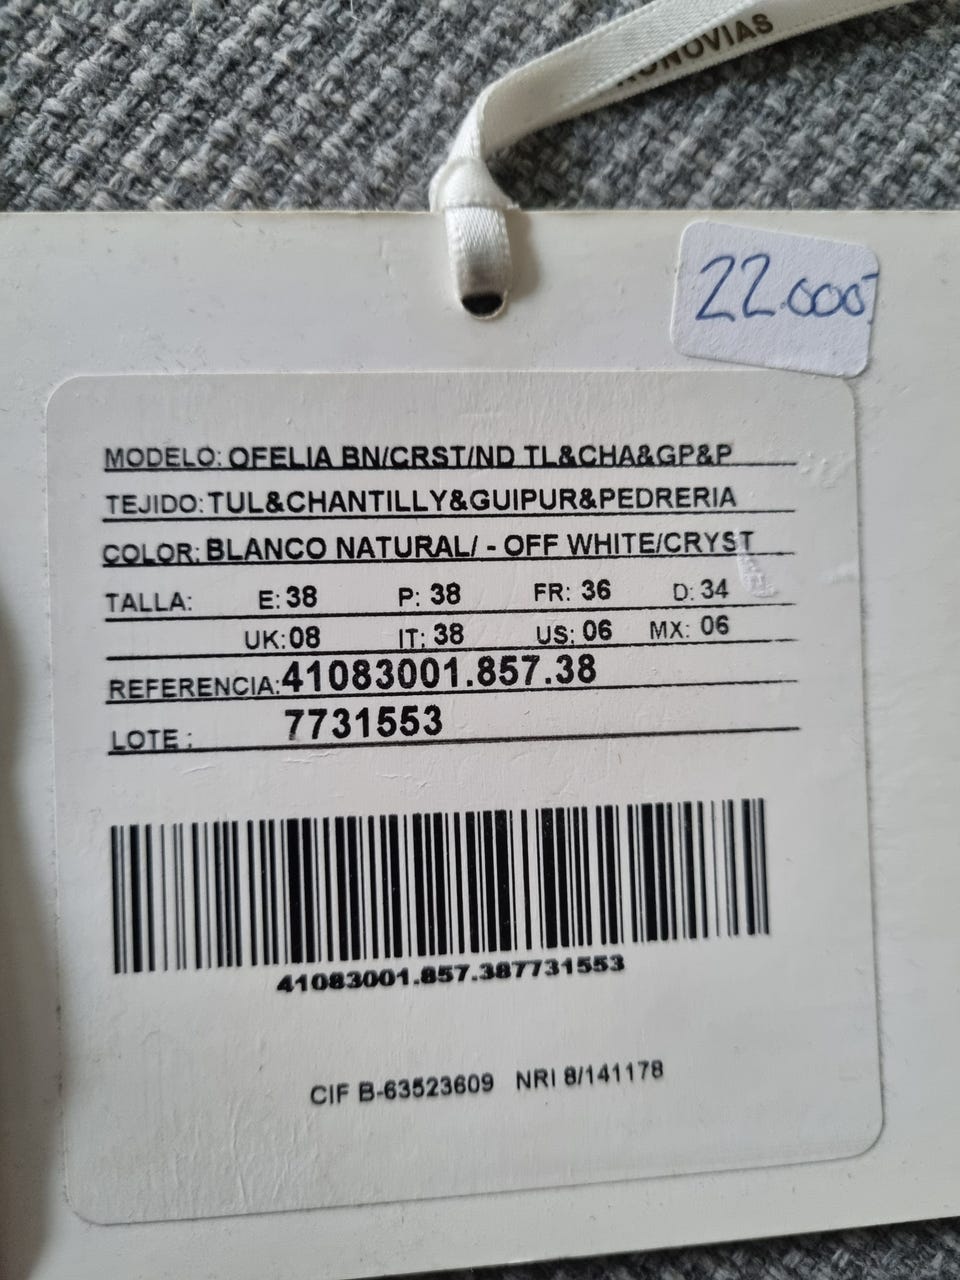 22.000,-
MODELO: OFELIA BN/CRST/ND TL&CHA&GP&P
TEJIDO: TUL&CHANTILLY&GUIPUR&PEDRERIA
COLOR: BLANCO NATURAL/ - OFF WHITE/CRYST
TALLA: E: 38 P: 38 FR: 36 D: 34
UK: 08 IT: 38 US: 06 MX: 06
REFERENCIA: 41083001.857.38
LOTE : 7731553
41083001.857.387731553
CIF B-63523609 NRI 8/141178